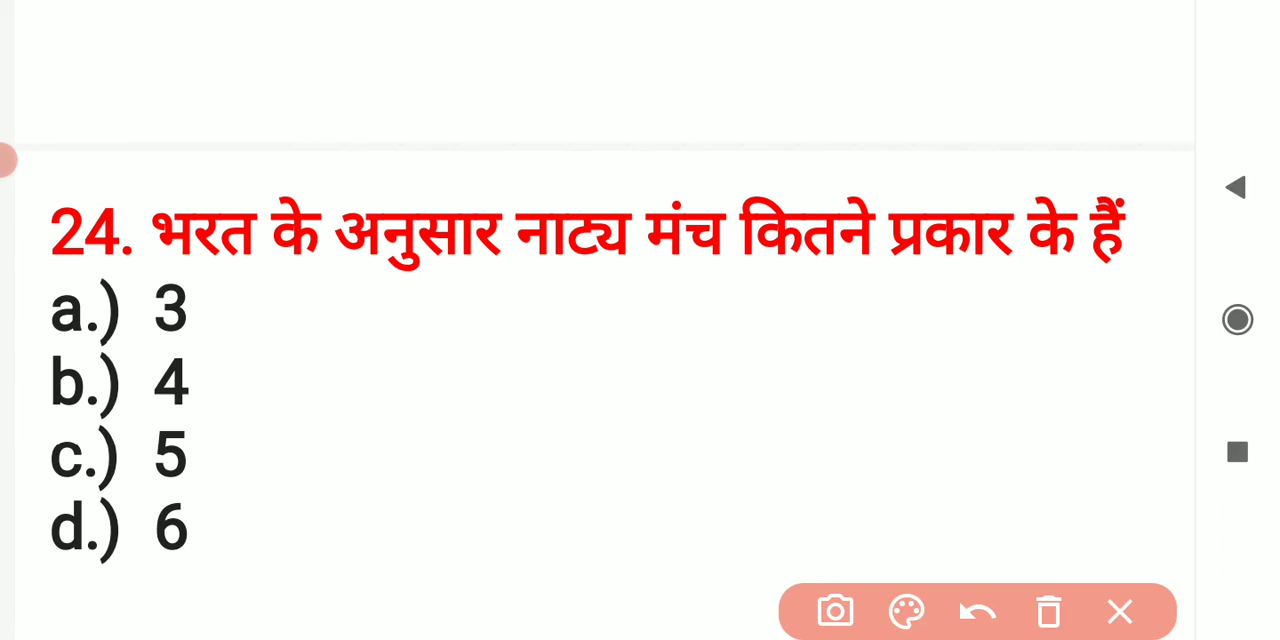 24. भरत के अनुसार नाट्य मंच कितने प्रकार के हैं
a.) 3
b.) 4
c.) 5
d.) 6